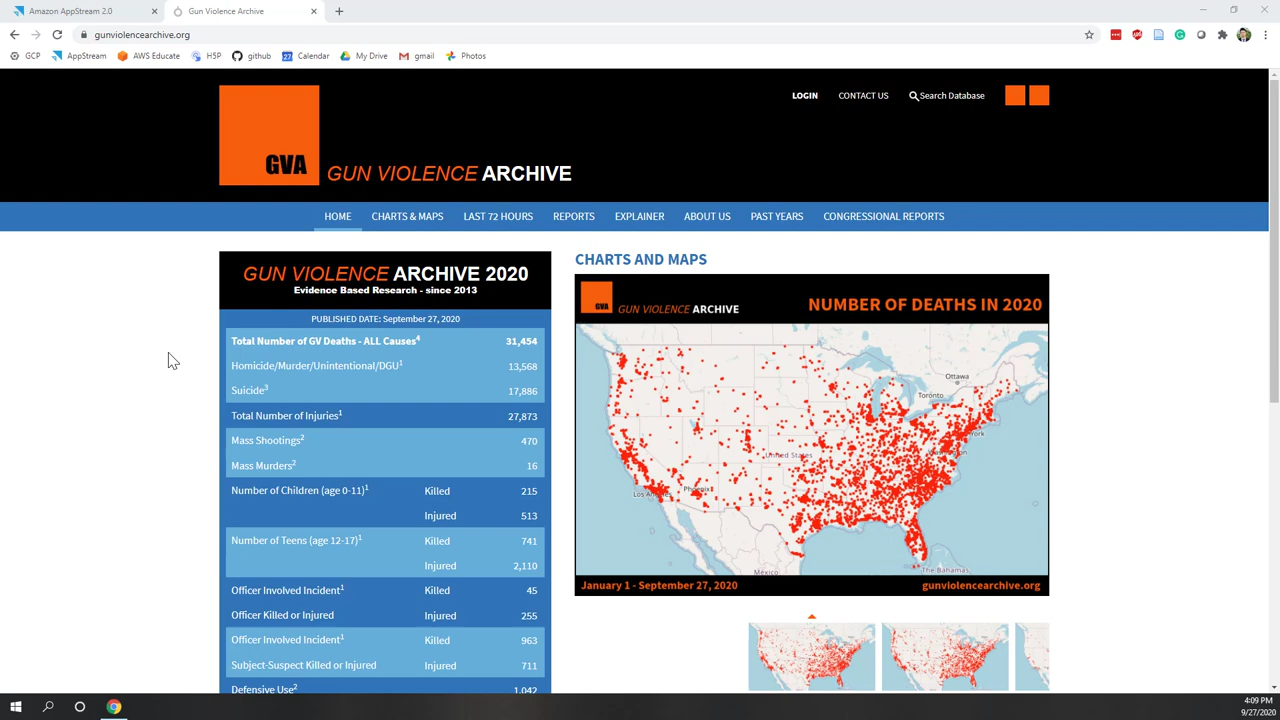 Amazon AppStream 2.0
Gun Violence Archive
gunviolencearchive.org
GCP
AppStream
AWS Educate
H5P
github
Calendar
My Drive
gmail
Photos
LOGIN
CONTACT US
Search Database
GVA
GUN VIOLENCE ARCHIVE
HOME
CHARTS & MAPS
LAST 72 HOURS
REPORTS
EXPLAINER
ABOUT US
PAST YEARS
CONGRESSIONAL REPORTS
GUN VIOLENCE ARCHIVE 2020
Evidence Based Research - since 2013
PUBLISHED DATE: September 27, 2020
Total Number of GV Deaths - ALL Causes4 31,454
Homicide/Murder/Unintentional/DGU1 13,568
Suicide3 17,886
Total Number of Injuries1 27,873
Mass Shootings2 470
Mass Murders2 16
Number of Children (age 0-11)1 Killed 215
Injured 513
Number of Teens (age 12-17)1 Killed 741
Injured 2,110
Officer Involved Incident1 Killed 45
Officer Killed or Injured Injured 255
Officer Involved Incident1 Killed 963
Subject-Suspect Killed or Injured Injured 711
Defensive Use2 1,042
CHARTS AND MAPS
GVA
GUN VIOLENCE ARCHIVE
NUMBER OF DEATHS IN 2020
Ottawa
Toronto
York
United States
Washington
Los Angeles
Phoenix
México
The Bahamas
January 1 - September 27, 2020
gunviolencearchive.org
4:09 PM
9/27/2020